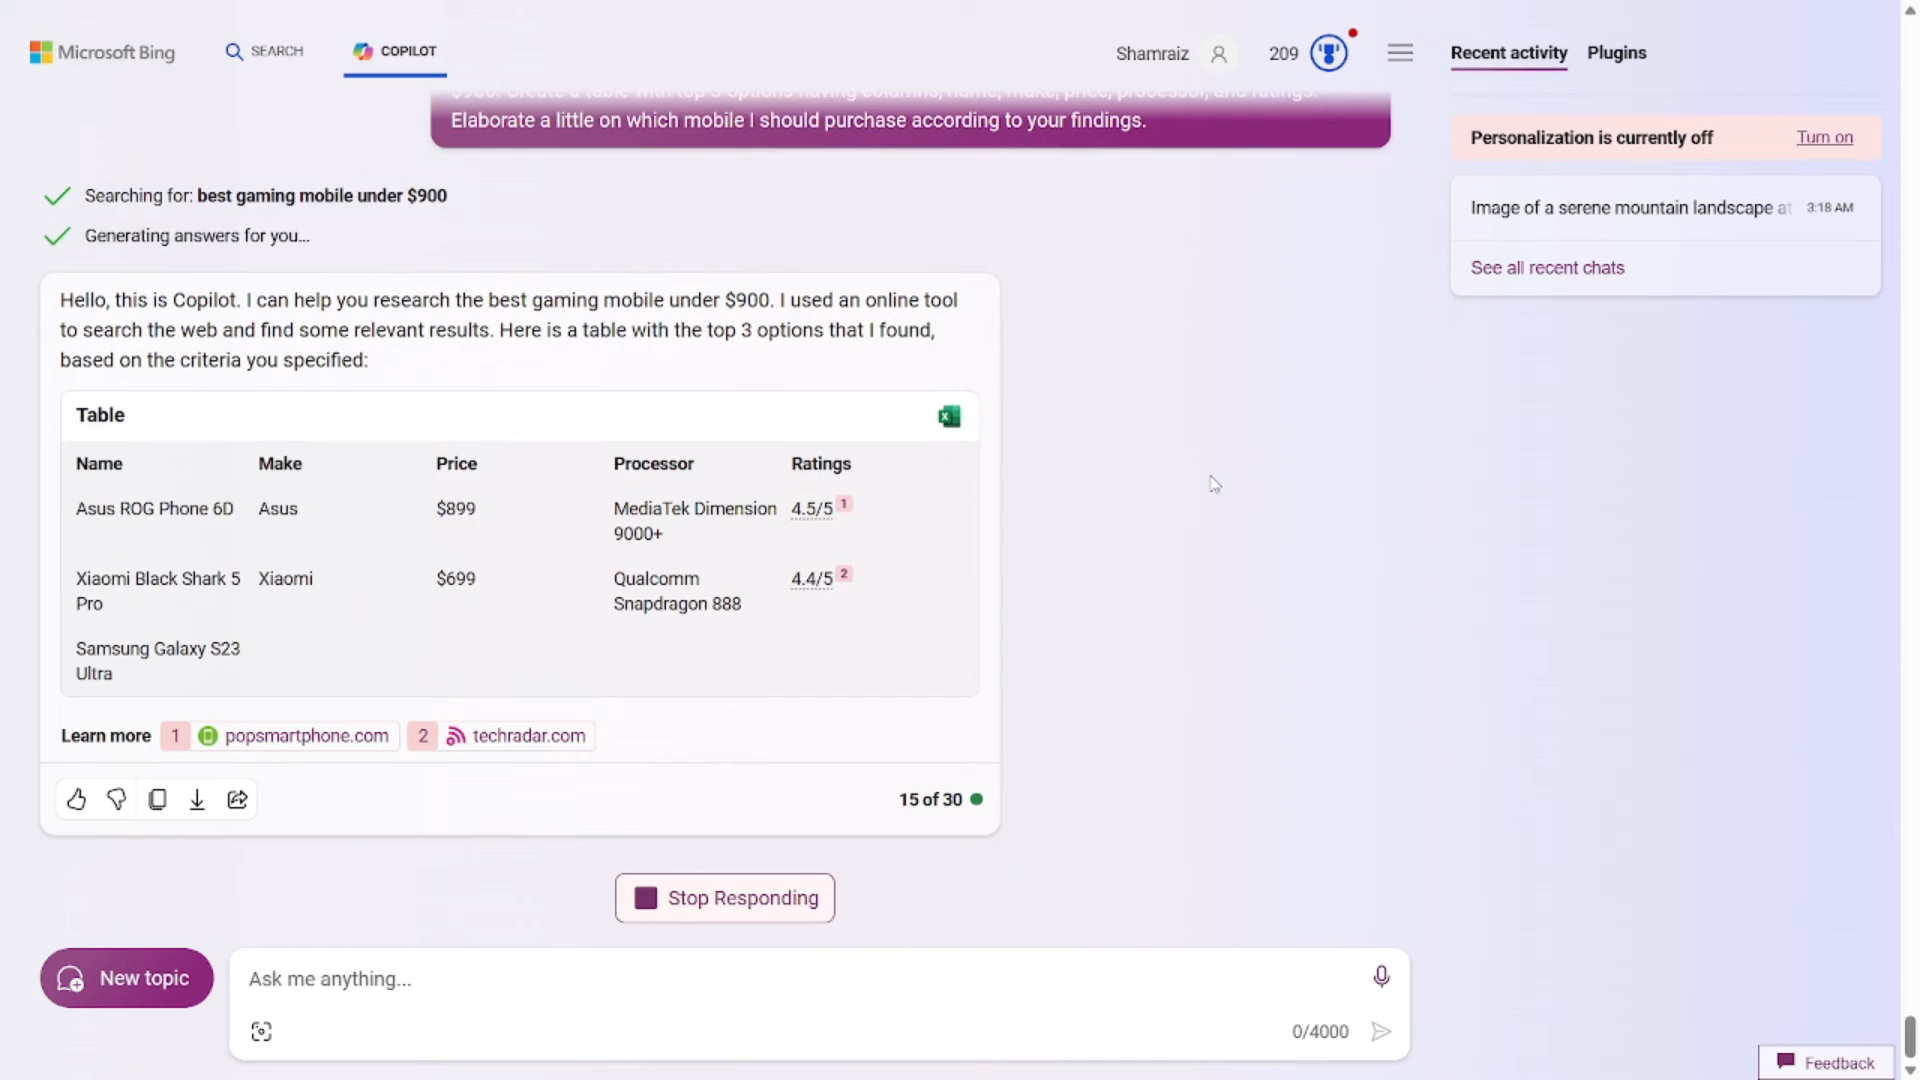 Microsoft Bing
SEARCH
COPILOT
Shamraiz
209
Recent activity
Plugins
$900. Create a table with top 3 options having columns, name, make, price, processor, and ratings.
Elaborate a little on which mobile I should purchase according to your findings.
Personalization is currently off
Turn on
Image of a serene mountain landscape at
3:18 AM
See all recent chats
Searching for: best gaming mobile under $900
Generating answers for you...
Hello, this is Copilot. I can help you research the best gaming mobile under $900. I used an online tool
to search the web and find some relevant results. Here is a table with the top 3 options that I found,
based on the criteria you specified:
Table
Name Make Price Processor Ratings
Asus ROG Phone 6D Asus $899 MediaTek Dimension 4.5/5 1
9000+
Xiaomi Black Shark 5 Xiaomi $699 Qualcomm 4.4/5 2
Pro Snapdragon 888
Samsung Galaxy S23
Ultra
Learn more 1 popsmartphone.com 2 techradar.com
15 of 30
Stop Responding
New topic
Ask me anything...
0/4000
Feedback